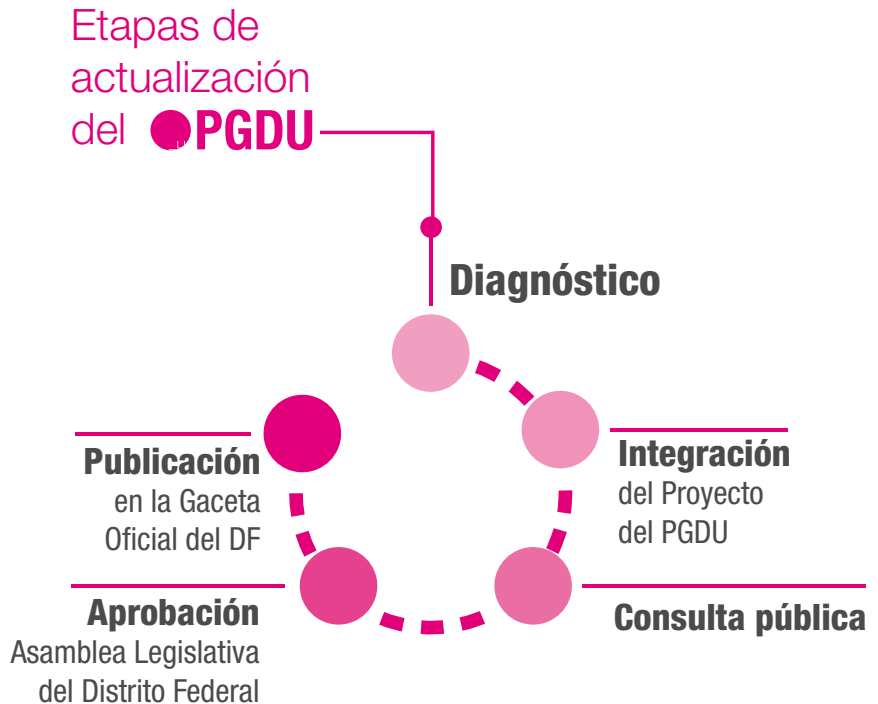 Etapas de
actualización
del PGDU
Diagnóstico
Integración
del Proyecto
del PGDU
Consulta pública
Aprobación
Asamblea Legislativa
del Distrito Federal
Publicación
en la Gaceta
Oficial del DF